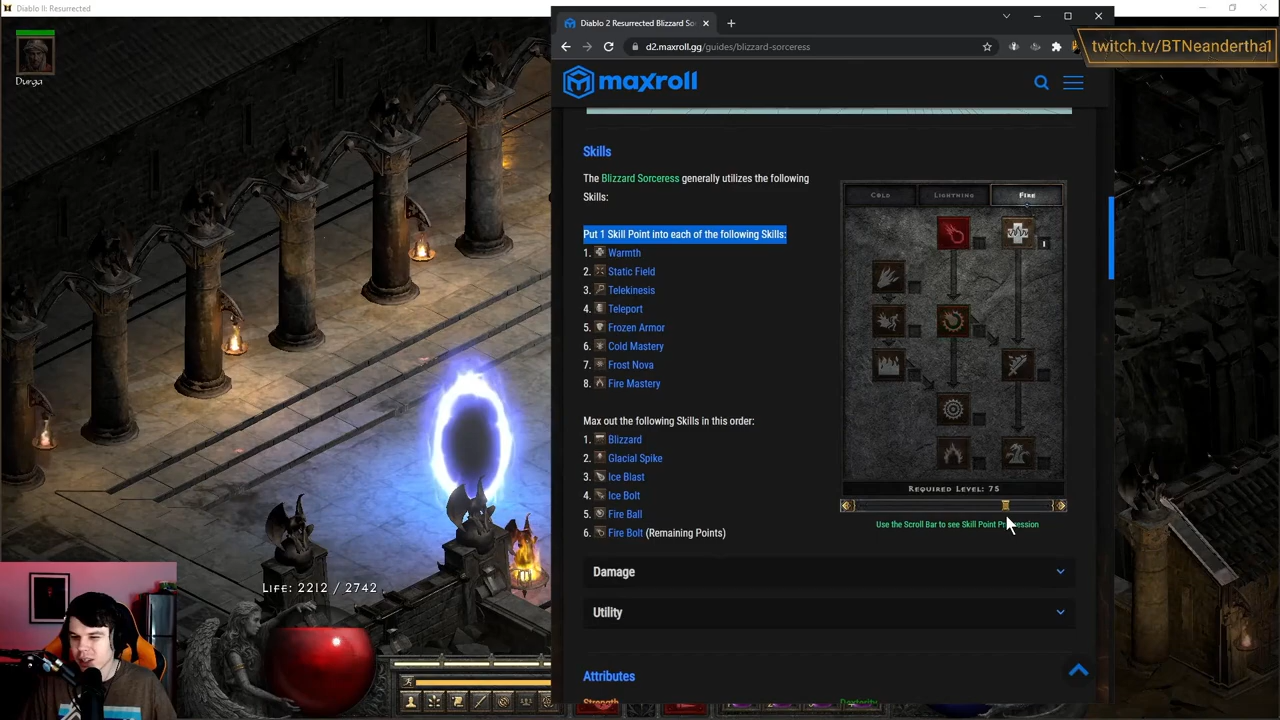 Diablo II: Resurrected
Durga
LIFE: 2212 / 2742
Diablo 2 Resurrected Blizzard So
d2.maxroll.gg/guides/blizzard-sorceress
twitch.tv/BTNeanderthal
maxroll
Skills
The Blizzard Sorceress generally utilizes the following
Skills:
Put 1 Skill Point into each of the following Skills:
1. Warmth
2. Static Field
3. Telekinesis
4. Teleport
5. Frozen Armor
6. Cold Mastery
7. Frost Nova
8. Fire Mastery
Max out the following Skills in this order:
1. Blizzard
2. Glacial Spike
3. Ice Blast
4. Ice Bolt
5. Fire Ball
6. Fire Bolt (Remaining Points)
COLD LIGHTNING FIRE
1
REQUIRED LEVEL: 75
Use the Scroll Bar to see Skill Point Progression
Damage
Utility
Attributes
Strength
Dexterity